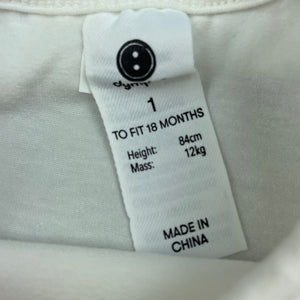 1
TO FIT 18 MONTHS
Height: 84cm
Mass: 12kg
MADE IN
CHINA